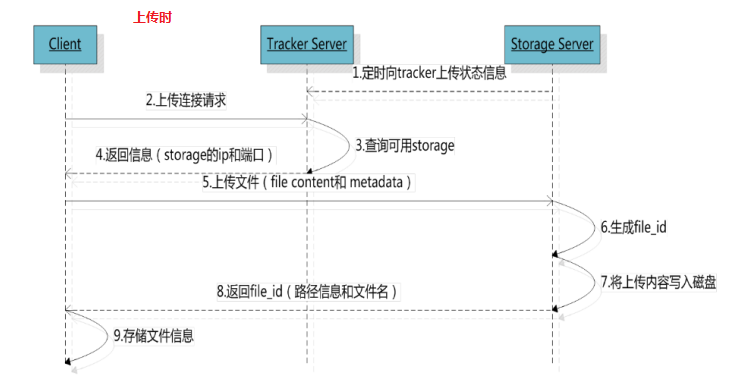 上传时
Client
Tracker Server
Storage Server
1.定时向tracker上传状态信息
2.上传连接请求
3.查询可用storage
4.返回信息（storage的ip和端口）
5.上传文件（file content和 metadata）
6.生成file_id
7.将上传内容写入磁盘
8.返回file_id（路径信息和文件名）
9.存储文件信息